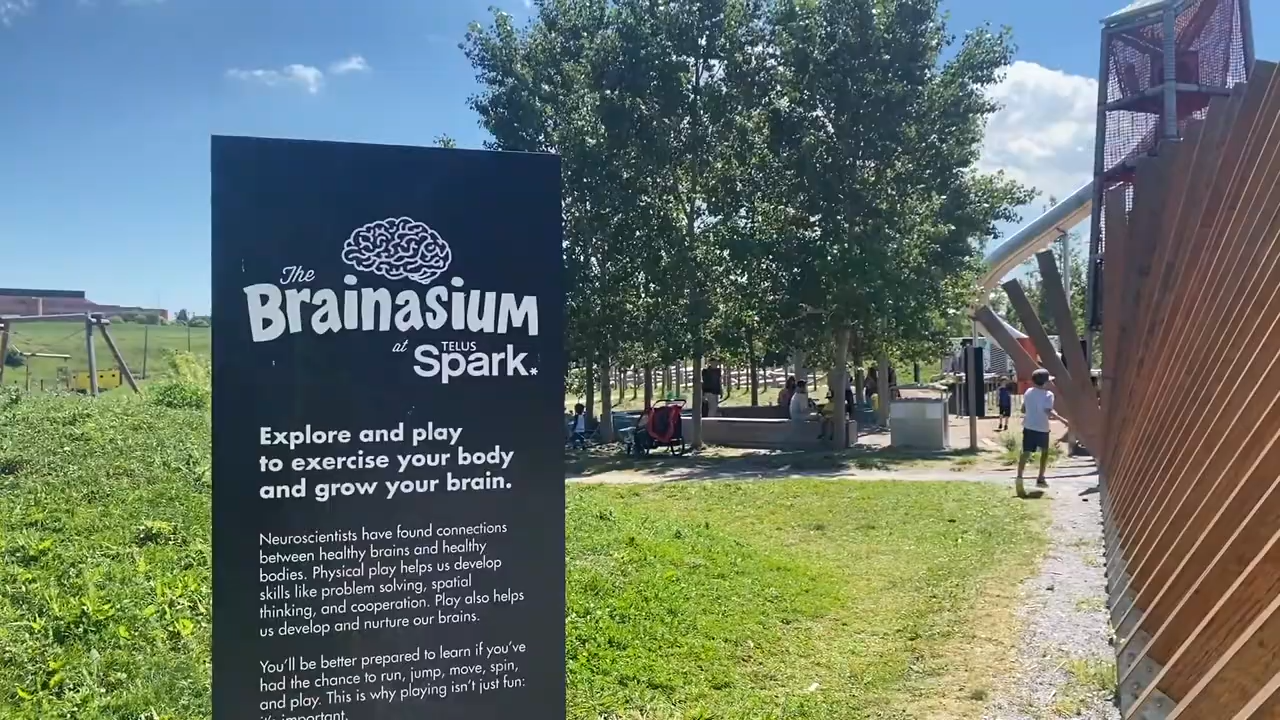 The
Brainasium
at TELUS
Spark.*
Explore and play
to exercise your body
and grow your brain.
Neuroscientists have found connections
between healthy brains and healthy
bodies. Physical play helps us develop
skills like problem solving, spatial
thinking, and cooperation. Play also helps
us develop and nurture our brains.
You'll be better prepared to learn if you've
had the chance to run, jump, move, spin,
and play. This is why playing isn't just fun:
it's important.